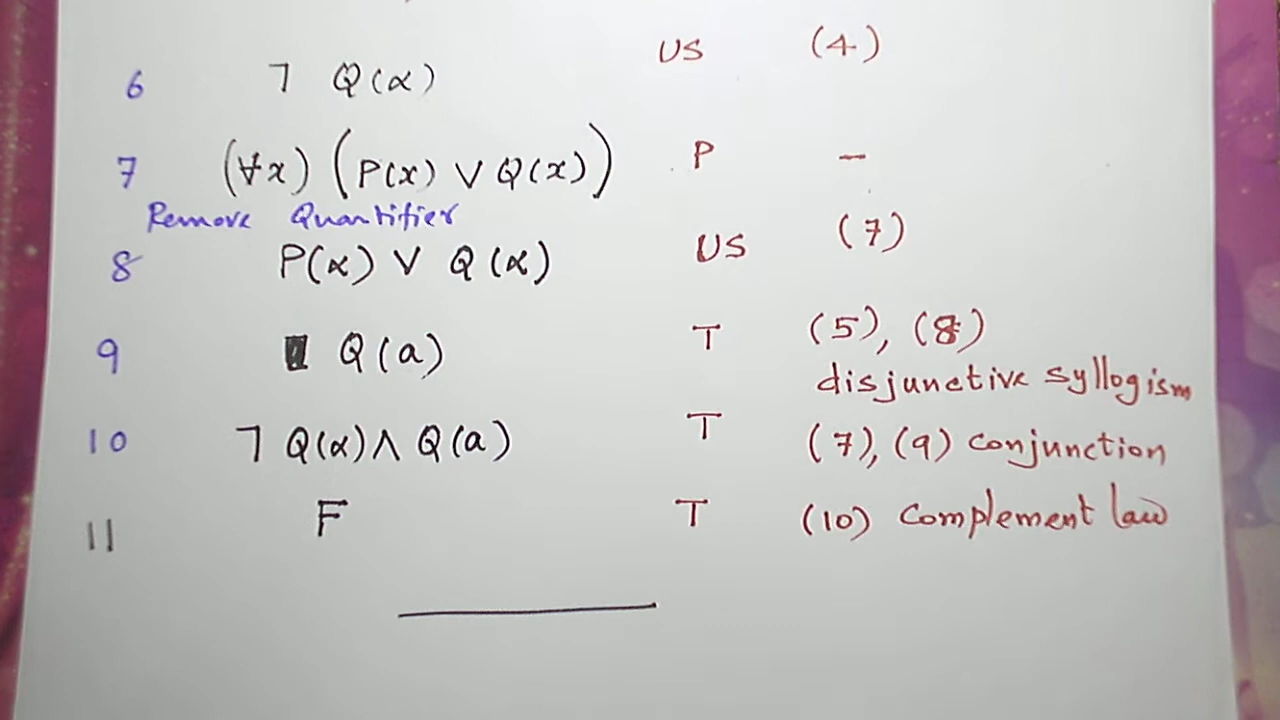 6 ¬ Q(α) US (4)
7 (∀x) (P(x) ∨ Q(x)) P –
Remove Quantifier
8 P(α) ∨ Q(α) US (7)
9 Q(a) T (5), (8)
disjunctive syllogism
10 ¬ Q(α) ∧ Q(a) T (7), (9) conjunction
11 F T (10) complement law